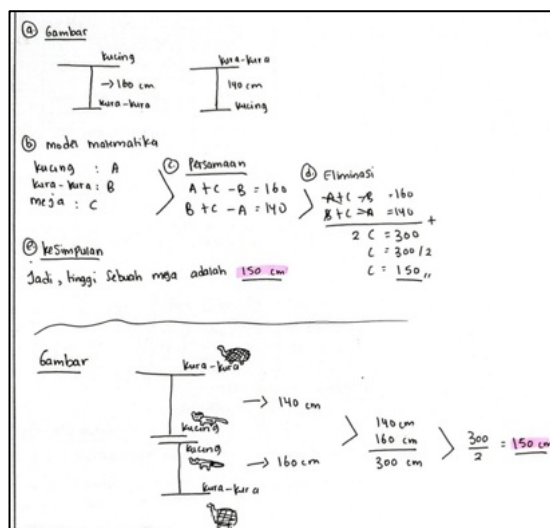 (a) Gambar
kucing
→ 160 cm
kura-kura
kura-kura
140 cm
kucing
(b) model matematika
kucing : A
kura-kura : B
meja : C
(c) Persamaan
A + C - B = 160
B + C - A = 140
(d) Eliminasi
A + C - B = 160
B + C - A = 140 +
2 C = 300
C = 300/2
C = 150 ,,
(e) kesimpulan
Jadi, tinggi sebuah meja adalah 150 cm
Gambar
kura-kura
→ 140 cm
kucing
kucing
→ 160 cm
kura-kura
140 cm
160 cm
300 cm
300
2
= 150 cm